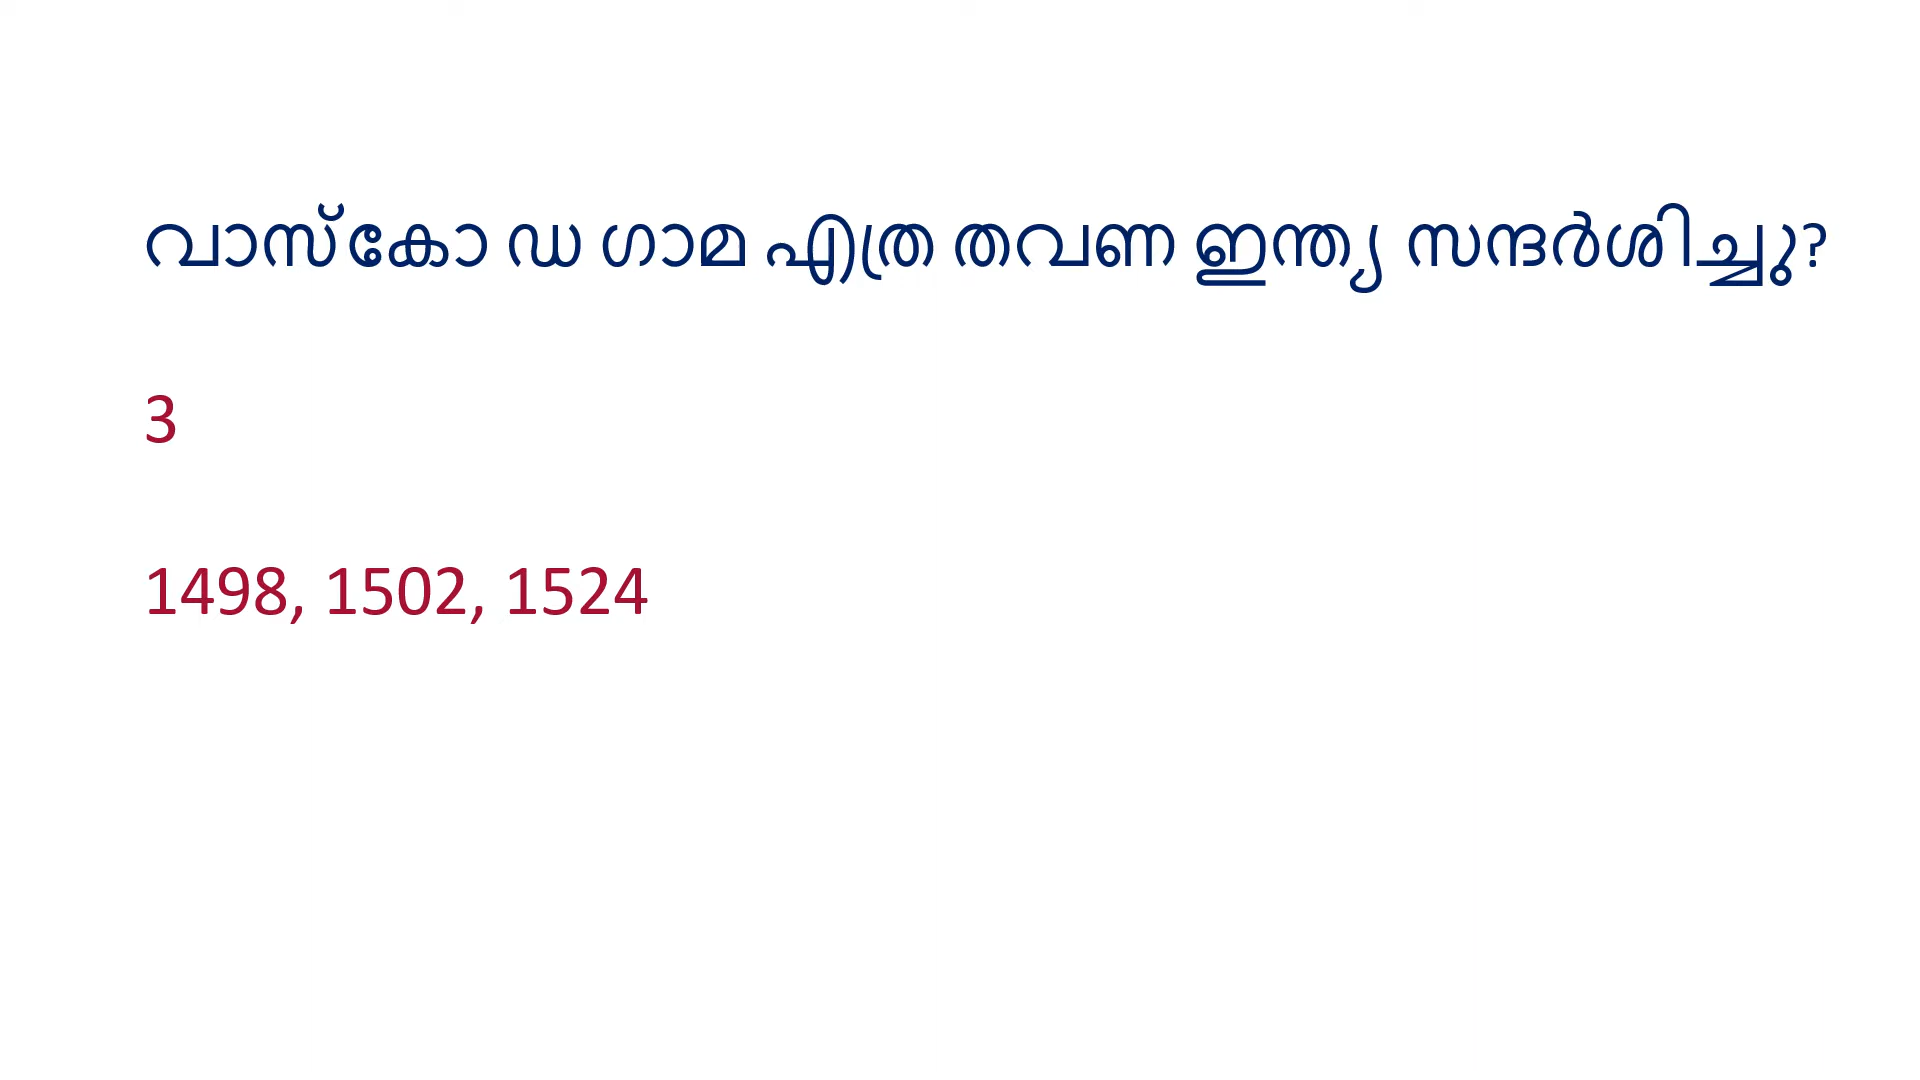 വാസ്കോ ഡ ഗാമ എത്ര തവണ ഇന്ത്യ സന്ദർശിച്ചു?
3
1498, 1502, 1524